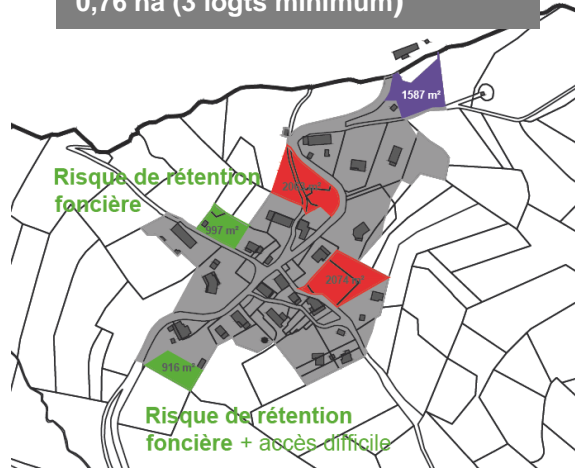 0,76 ha (3 logts minimum)
1587 m²
Risque de rétention
foncière
997 m²
2074 m²
916 m²
Risque de rétention
foncière + accès difficile